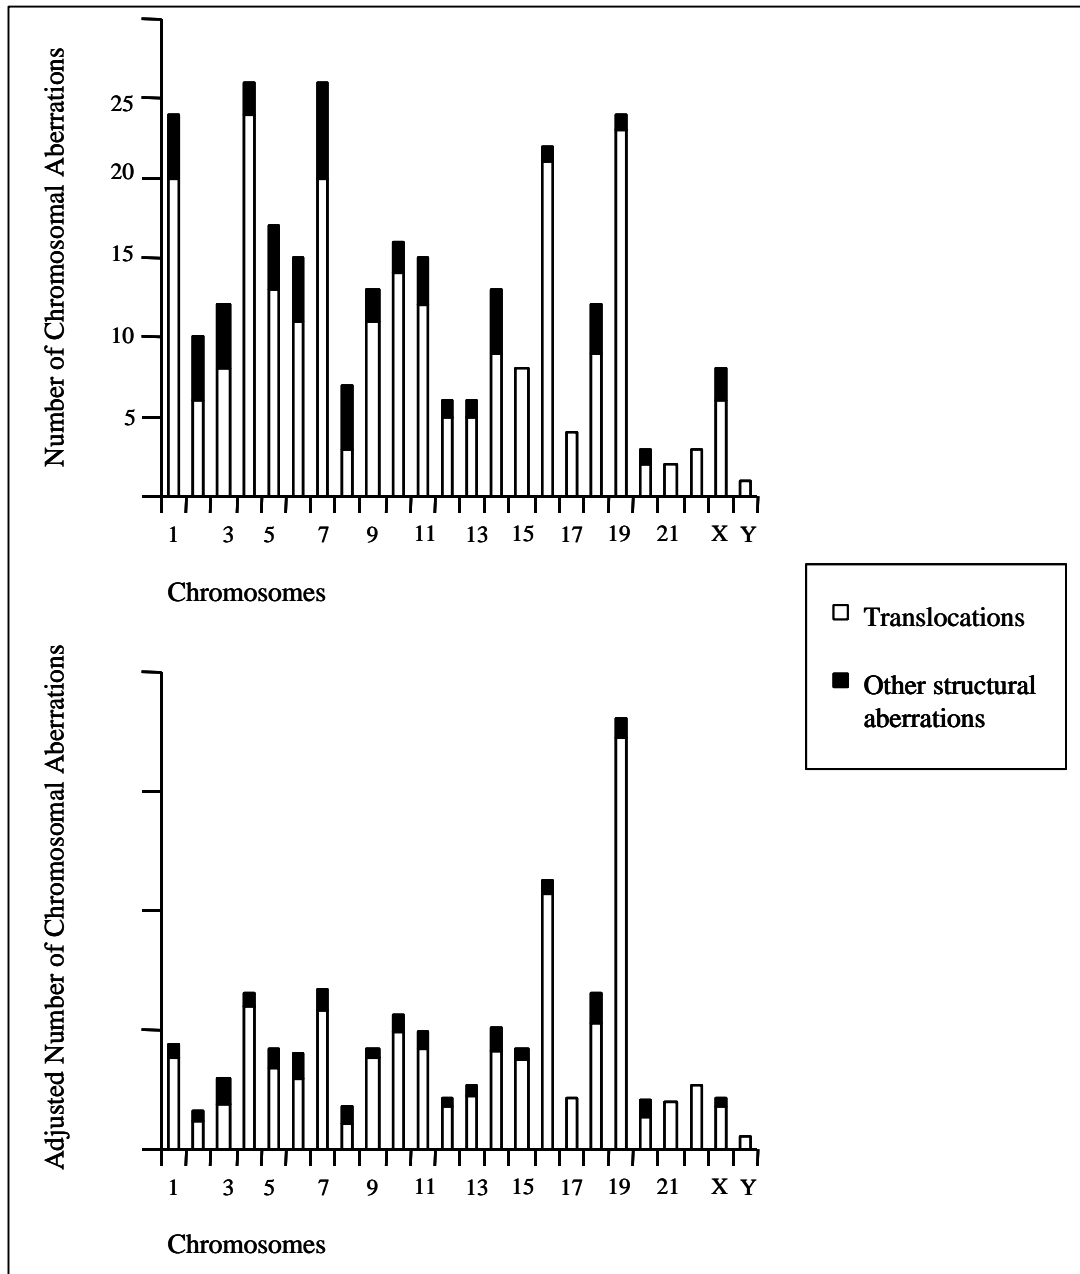 Number of Chromosomal Aberrations
25
20
15
10
5
1 3 5 7 9 11 13 15 17 19 21 X Y
Chromosomes
Translocations
Other structural
aberrations
Adjusted Number of Chromosomal Aberrations
1 3 5 7 9 11 13 15 17 19 21 X Y
Chromosomes